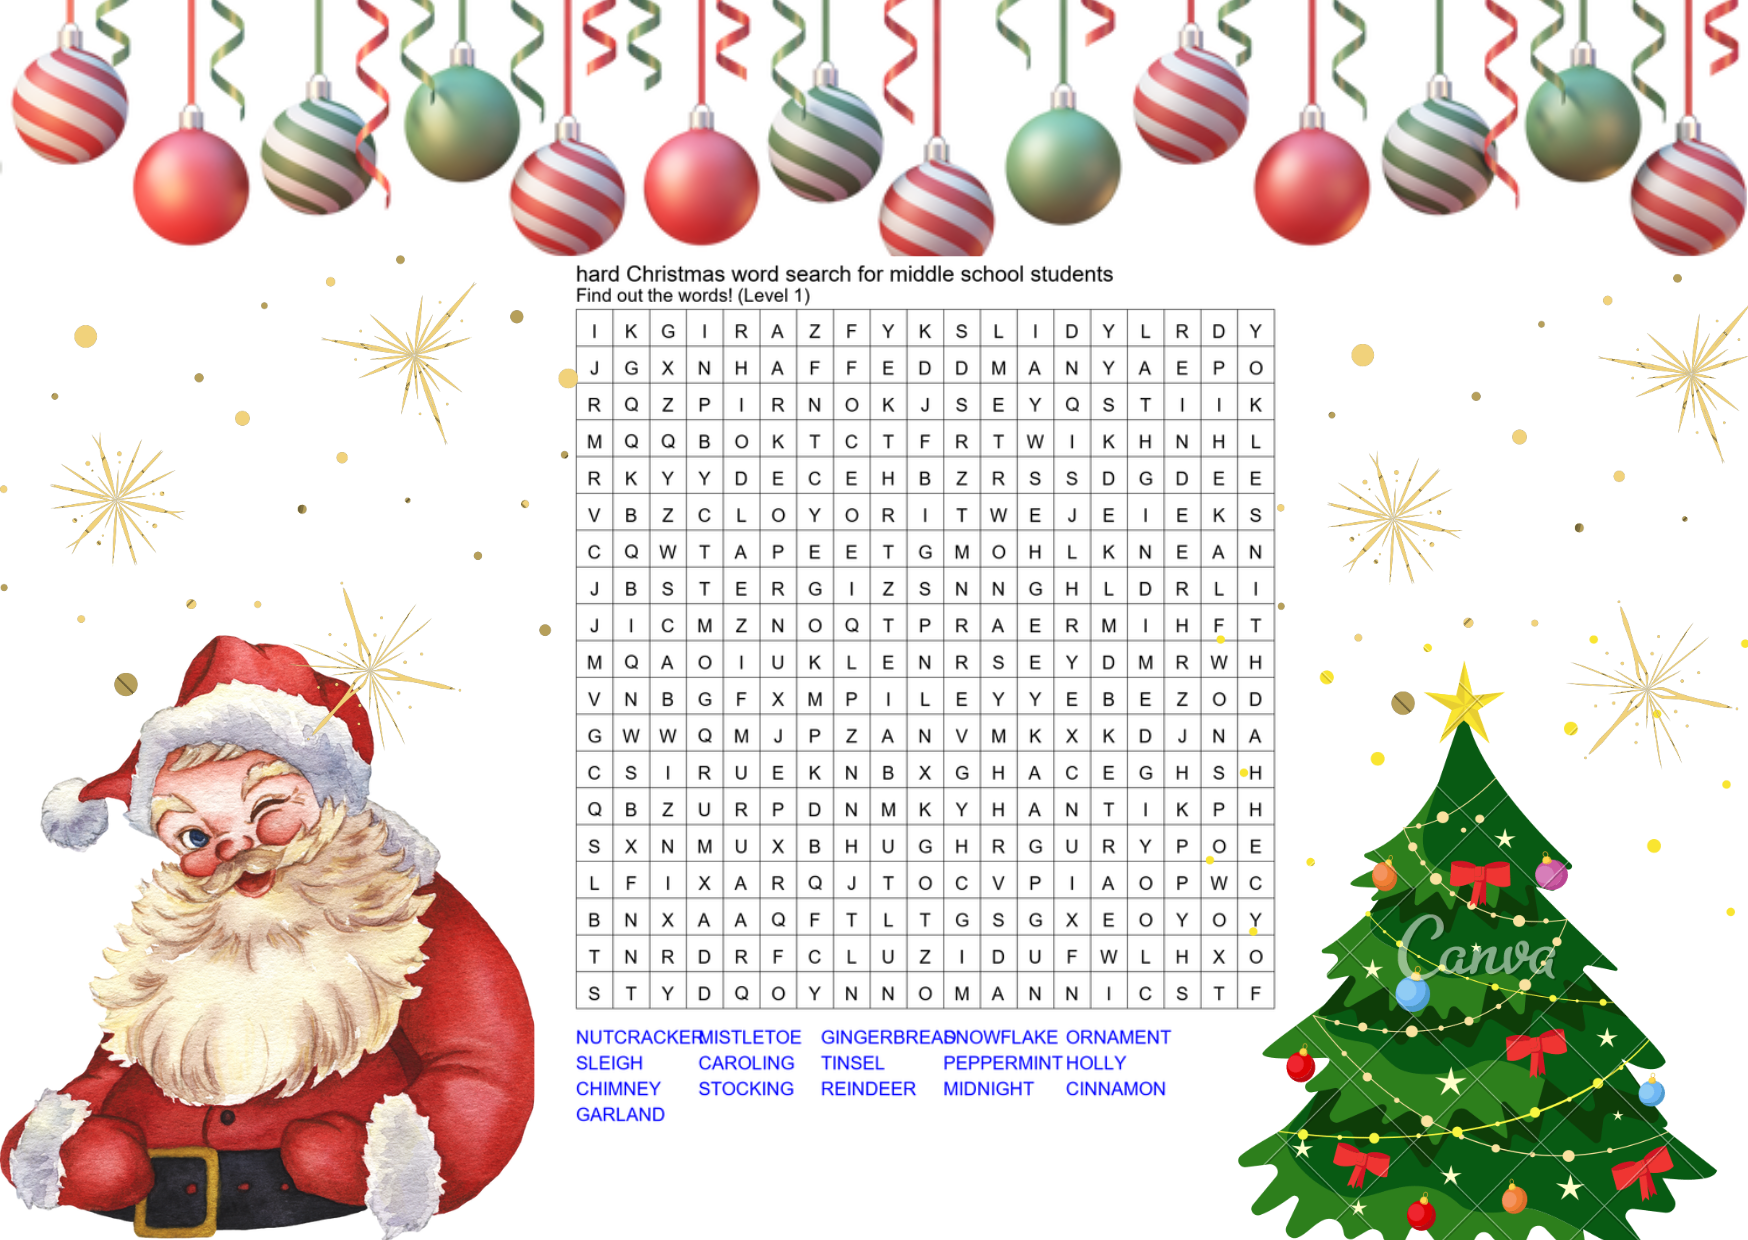 hard Christmas word search for middle school students
Find out the words! (Level 1)
I K G I R A Z F Y K S L I D Y L R D Y
J G X N H A F F E D D M A N Y A E P O
R Q Z P I R N O K J S E Y Q S T I I K
M Q Q B O K T C T F R T W I K H N H L
R K Y Y D E C E H B Z R S S D G D E E
V B Z C L O Y O R I T W E J E I E K S
C Q W T A P E E T G M O H L K N E A N
J B S T E R G I Z S N N G H L D R L I
J I C M Z N O Q T P R A E R M I H F T
M Q A O I U K L E N R S E Y D M R W H
V N B G F X M P I L E Y Y E B E Z O D
G W W Q M J P Z A N V M K X K D J N A
C S I R U E K N B X G H A C E G H S H
Q B Z U R P D N M K Y H A N T I K P H
S X N M U X B H U G H R G U R Y P O E
L F I X A R Q J T O C V P I A O P W C
B N X A A Q F T L T G S G X E O Y O Y
T N R D R F C L U Z I D U F W L H X O
S T Y D Q O Y N N O M A N N I C S T F
NUTCRACKER MISTLETOE GINGERBREAD SNOWFLAKE ORNAMENT
SLEIGH CAROLING TINSEL PEPPERMINT HOLLY
CHIMNEY STOCKING REINDEER MIDNIGHT CINNAMON
GARLAND
Canva